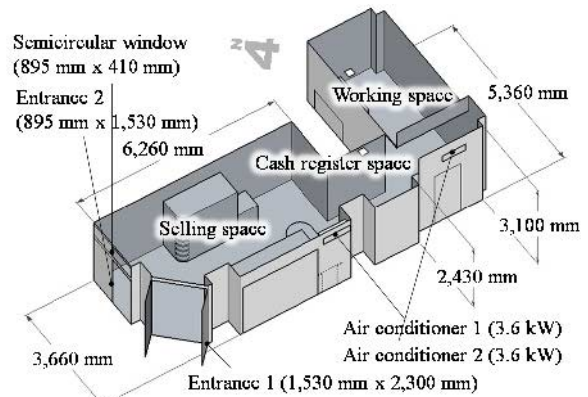 Semicircular window
(895 mm x 410 mm)
Entrance 2
(895 mm x 1,530 mm)
6,260 mm
N
Working space
5,360 mm
Cash register space
Selling space
3,100 mm
2,430 mm
3,660 mm
Air conditioner 1 (3.6 kW)
Air conditioner 2 (3.6 kW)
Entrance 1 (1,530 mm x 2,300 mm)